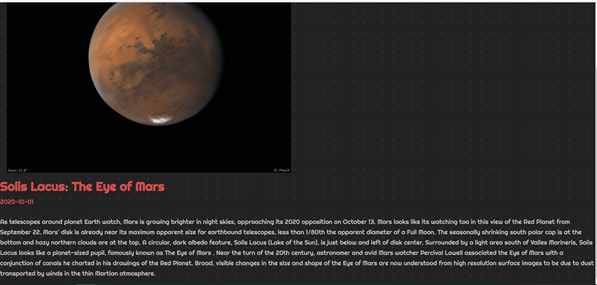 Diam: 21.8"
D. Peach
Solis Lacus: The Eye of Mars
2020-10-01
As telescopes around planet Earth watch, Mars is growing brighter in night skies, approaching its 2020 opposition on October 13. Mars looks like its watching too in this view of the Red Planet from
September 22. Mars' disk is already near its maximum apparent size for earthbound telescopes, less than 1/80th the apparent diameter of a Full Moon. The seasonally shrinking south polar cap is at the
bottom and hazy northern clouds are at the top. A circular, dark albedo feature, Solis Lacus (Lake of the Sun), is just below and left of disk center. Surrounded by a light area south of Valles Marineris, Solis
Lacus looks like a planet-sized pupil, famously known as The Eye of Mars . Near the turn of the 20th century, astronomer and avid Mars watcher Percival Lowell associated the Eye of Mars with a
conjunction of canals he charted in his drawings of the Red Planet. Broad, visible changes in the size and shape of the Eye of Mars are now understood from high resolution surface images to be due to dust
transported by winds in the thin Martian atmosphere.